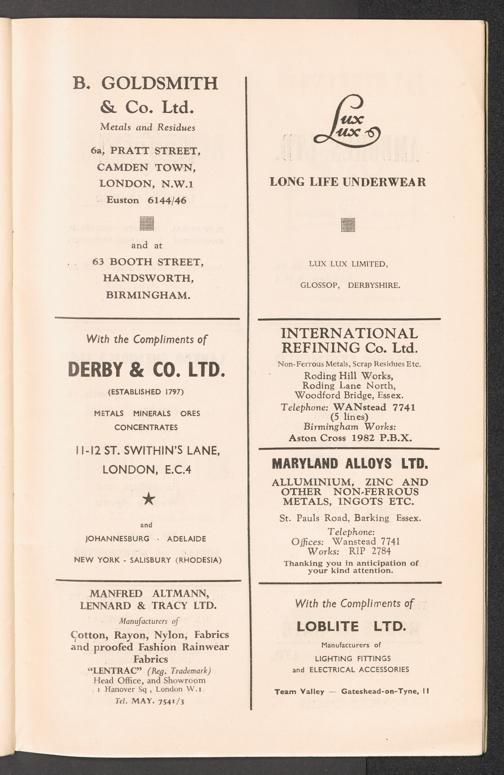 B. GOLDSMITH
& Co. Ltd.
Metals and Residues
6a, PRATT STREET,
CAMDEN TOWN,
LONDON, N.W.1
Euston 6144/46
and at
63 BOOTH STREET,
HANDSWORTH,
BIRMINGHAM.
With the Compliments of
DERBY & CO. LTD.
(ESTABLISHED 1797)
METALS MINERALS ORES
CONCENTRATES
11-12 ST. SWITHIN'S LANE,
LONDON, E.C.4
and
JOHANNESBURG · ADELAIDE
NEW YORK · SALISBURY (RHODESIA)
MANFRED ALTMANN,
LENNARD & TRACY LTD.
Manufacturers of
Cotton, Rayon, Nylon, Fabrics
and proofed Fashion Rainwear
Fabrics
"LENTRAC" (Reg. Trademark)
Head Office, and Showroom
1 Hanover Sq, London W.1
Tel. MAY. 7541/3
Lux
Lux
LONG LIFE UNDERWEAR
LUX LUX LIMITED,
GLOSSOP, DERBYSHIRE.
INTERNATIONAL
REFINING Co. Ltd.
Non-Ferrous Metals, Scrap Residues Etc.
Roding Hill Works,
Roding Lane North,
Woodford Bridge, Essex.
Telephone: WANstead 7741
(5 lines)
Birmingham Works:
Aston Cross 1982 P.B.X.
MARYLAND ALLOYS LTD.
ALLUMINIUM, ZINC AND
OTHER NON-FERROUS
METALS, INGOTS ETC.
St. Pauls Road, Barking Essex.
Telephone:
Offices: Wanstead 7741
Works: RIP 2784
Thanking you in anticipation of
your kind attention.
With the Compliments of
LOBLITE LTD.
Manufacturers of
LIGHTING FITTINGS
and ELECTRICAL ACCESSORIES
Team Valley — Gateshead-on-Tyne, 11